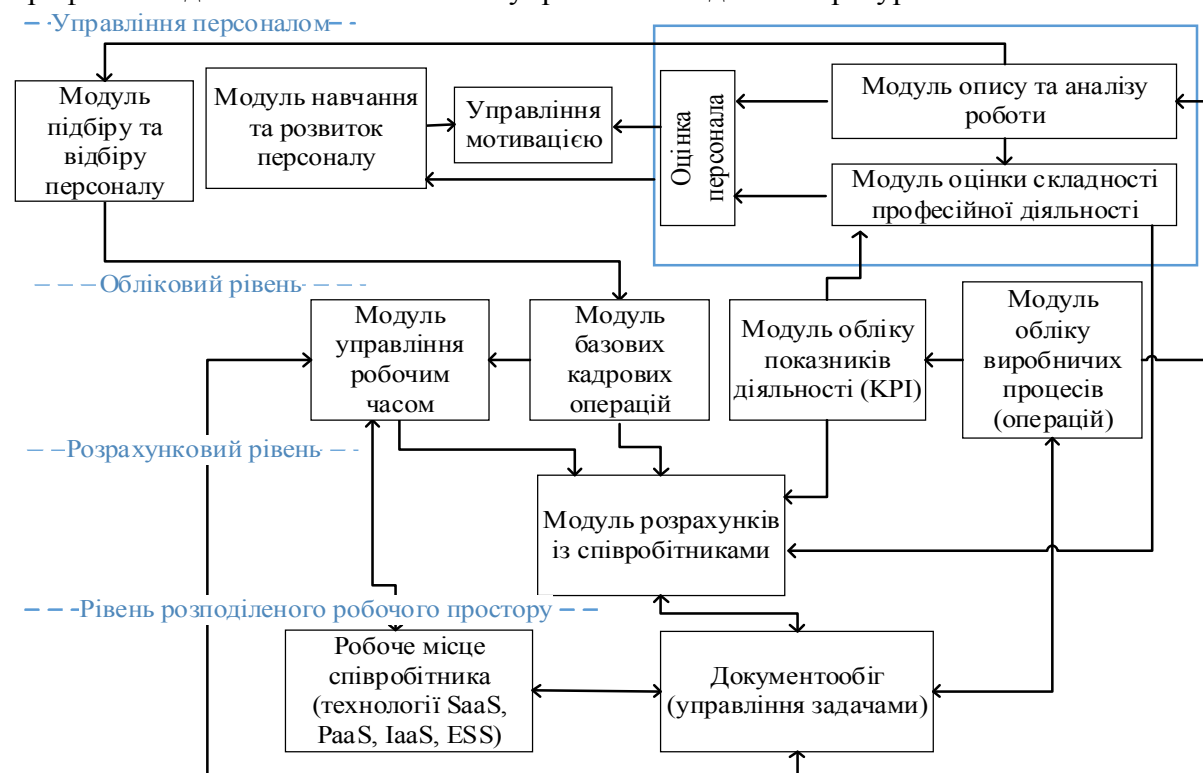 Управління персоналом
Модуль
підбіру та
відбіру
персоналу
Модуль навчання
та розвиток
персоналу
Управління
мотивацією
Оцінка
персонала
Модуль опису та аналізу
роботи
Модуль оцінки складності
професійної діяльності
Обліковий рівень
Модуль
управління
робочим
часом
Модуль
базових
кадрових
операцій
Модуль обліку
показників
діяльності (KPI)
Модуль
обліку
виробничих
процесів
(операцій)
Розрахунковий рівень
Модуль розрахунків
із співробітниками
Рівень розподіленого робочого простору
Робоче місце
співробітника
(технології SaaS,
PaaS, IaaS, ESS)
Документообіг
(управління задачами)